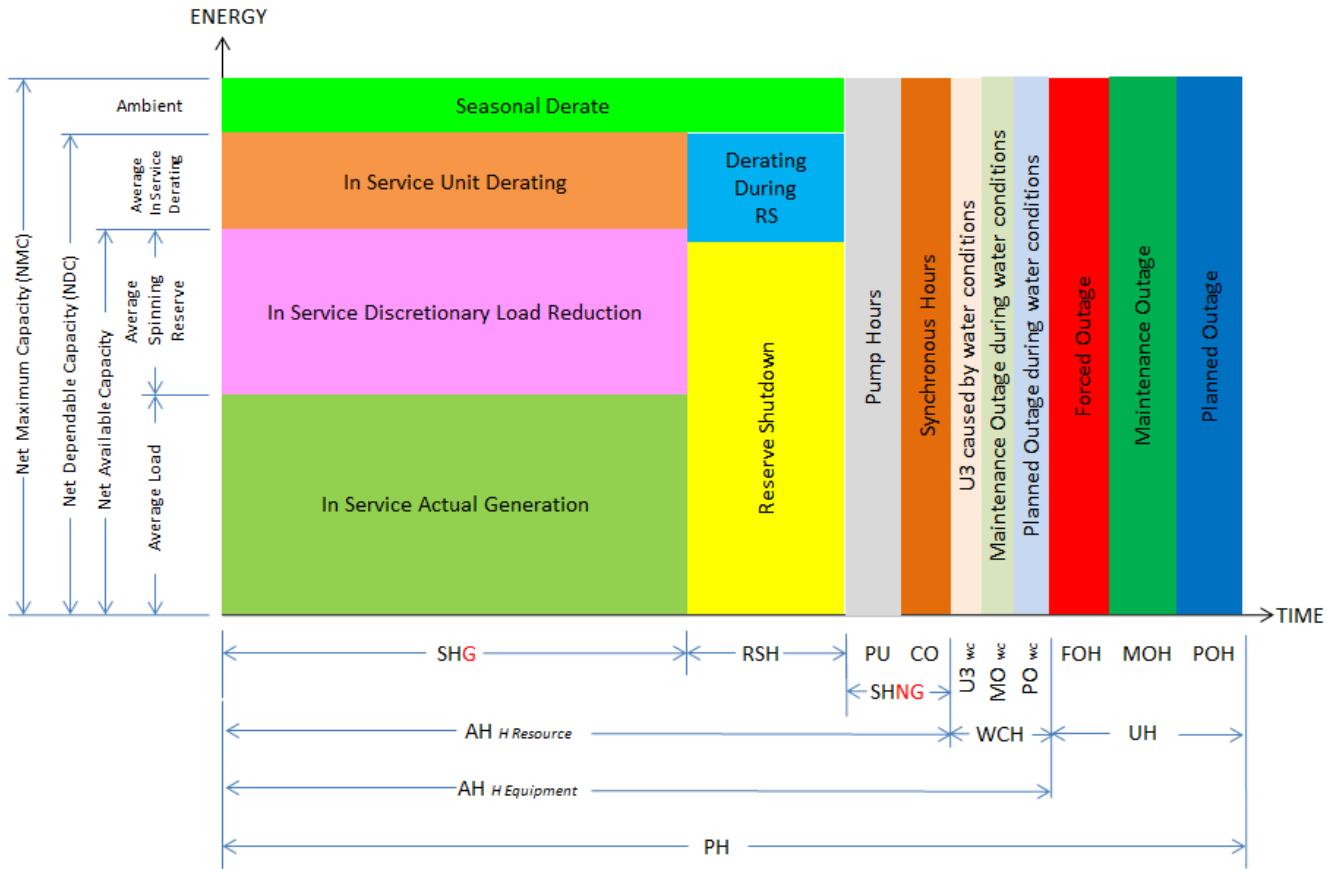 ENERGY
Net Maximum Capacity (NMC)
Net Dependable Capacity (NDC)
Net Available Capacity
Ambient
Average
In Service
Derating
Average
Spinning
Reserve
Average Load
Seasonal Derate
In Service Unit Derating
Derating
During
RS
In Service Discretionary Load Reduction
In Service Actual Generation
Reserve Shutdown
Pump Hours
Synchronous Hours
U3 caused by water conditions
Maintenance Outage during water conditions
Planned Outage during water conditions
Forced Outage
Maintenance Outage
Planned Outage
TIME
SHG
RSH
PU
CO
U3 wc
MO wc
PO wc
FOH
MOH
POH
SHNG
AH H Resource
WCH
UH
AH H Equipment
PH